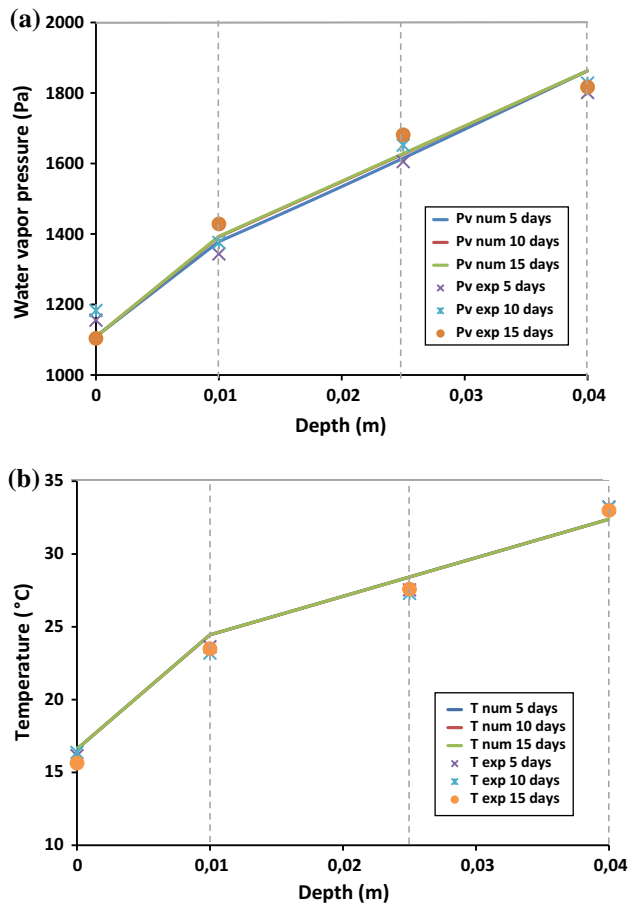 (a)
2000
1800
1600
1400
1200
1000
Water vapor pressure (Pa)
Pv num 5 days
Pv num 10 days
Pv num 15 days
Pv exp 5 days
Pv exp 10 days
Pv exp 15 days
0 0,01 0,02 0,03 0,04
Depth (m)
(b)
35
30
25
20
15
10
Temperature (°C)
T num 5 days
T num 10 days
T num 15 days
T exp 5 days
T exp 10 days
T exp 15 days
0 0,01 0,02 0,03 0,04
Depth (m)